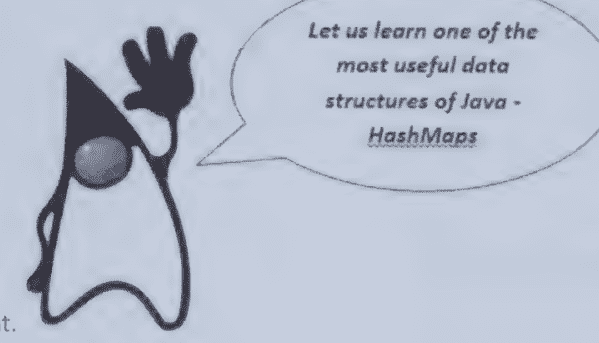 Let us learn one of the
most useful data
structures of Java -
HashMaps
t.